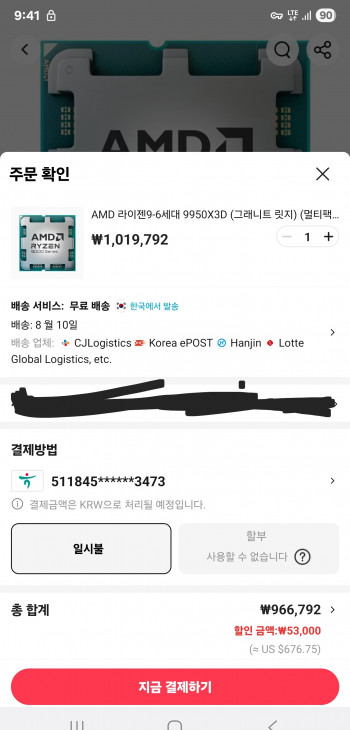 9:41
LTE
90
AMD
주문 확인
AMD
RYZEN
AMD 라이젠9-6세대 9950X3D (그래니트 릿지) (멀티팩...
₩1,019,792
1
배송 서비스: 무료 배송 한국에서 발송
배송: 8 월 10일
배송 업체: CJLogistics Korea ePOST Hanjin Lotte
Global Logistics, etc.
결제방법
511845******3473
결제금액은 KRW으로 처리될 예정입니다.
일시불
할부
사용할 수 없습니다
총 합계
₩966,792
할인 금액:₩53,000
(≈ US $676.75)
지금 결제하기